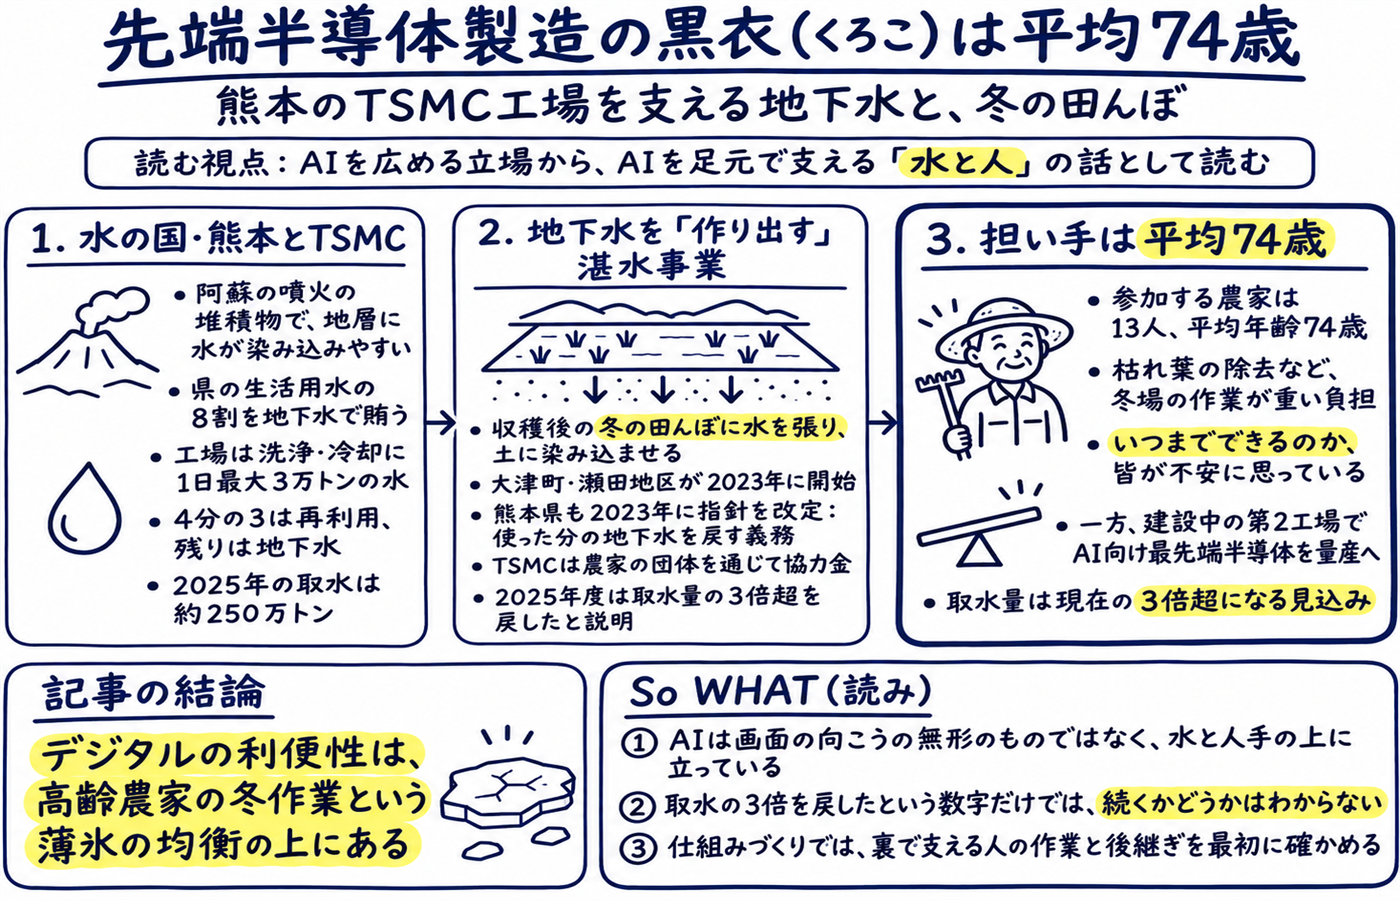 先端半導体製造の黒衣(くろこ)は平均74歳
熊本のTSMC工場を支える地下水と、冬の田んぼ
読む視点：AIを広める立場から、AIを足元で支える「水と人」の話として読む
1. 水の国・熊本とTSMC
• 阿蘇の噴火の
堆積物で、地層に
水が染み込みやすい
• 県の生活用水の
8割を地下水で賄う
• 工場は洗浄・冷却に
1日最大3万トンの水
• 4分の3は再利用、
残りは地下水
• 2025年の取水は
約250万トン
2. 地下水を「作り出す」
湛水事業
• 収穫後の冬の田んぼに水を張り、
土に染み込ませる
• 大津町・瀬田地区が2023年に開始
• 熊本県も2023年に指針を改定：
使った分の地下水を戻す義務
• TSMCは農家の団体を通じて協力金
• 2025年度は取水量の3倍超を
戻したと説明
3. 担い手は平均74歳
• 参加する農家は
13人、平均年齢74歳
• 枯れ葉の除去など、
冬場の作業が重い負担
• いつまでできるのか、
皆が不安に思っている
• 一方、建設中の第2工場で
AI向け最先端半導体を量産へ
• 取水量は現在の3倍超になる見込み
記事の結論
デジタルの利便性は、
高齢農家の冬作業という
薄氷の均衡の上にある
So WHAT(読み)
① AIは画面の向こうの無形のものではなく、水と人手の上に
立っている
② 取水の3倍を戻したという数字だけでは、続くかどうかはわからない
③ 仕組みづくりでは、裏で支える人の作業と後継ぎを最初に確かめる